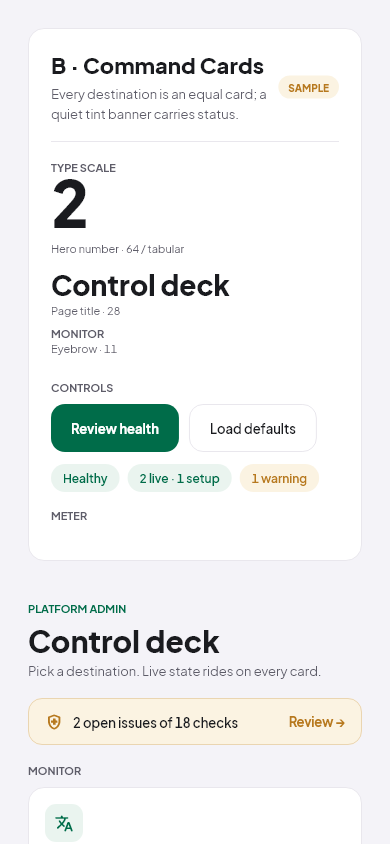 B · Command Cards
Every destination is an equal card; a
quiet tint banner carries status.
SAMPLE
TYPE SCALE
2
Hero number · 64 / tabular
Control deck
Page title · 28
MONITOR
Eyebrow · 11
CONTROLS
Review health
Load defaults
Healthy
2 live · 1 setup
1 warning
METER
PLATFORM ADMIN
Control deck
Pick a destination. Live state rides on every card.
2 open issues of 18 checks
Review →
MONITOR